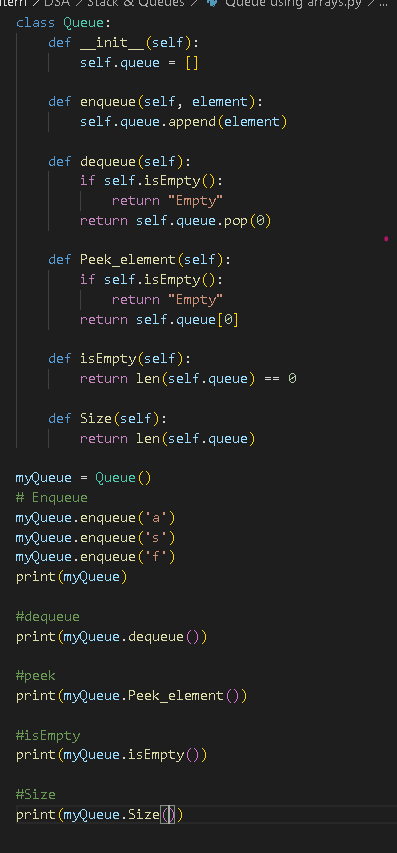 ntern > DSA > Stack & Queues > Queue using arrays.py > ...
class Queue:
    def __init__(self):
        self.queue = []

    def enqueue(self, element):
        self.queue.append(element)

    def dequeue(self):
        if self.isEmpty():
            return "Empty"
        return self.queue.pop(0)

    def Peek_element(self):
        if self.isEmpty():
            return "Empty"
        return self.queue[0]

    def isEmpty(self):
        return len(self.queue) == 0

    def Size(self):
        return len(self.queue)

myQueue = Queue()
# Enqueue
myQueue.enqueue('a')
myQueue.enqueue('s')
myQueue.enqueue('f')
print(myQueue)

#dequeue
print(myQueue.dequeue())

#peek
print(myQueue.Peek_element())

#isEmpty
print(myQueue.isEmpty())

#Size
print(myQueue.Size())